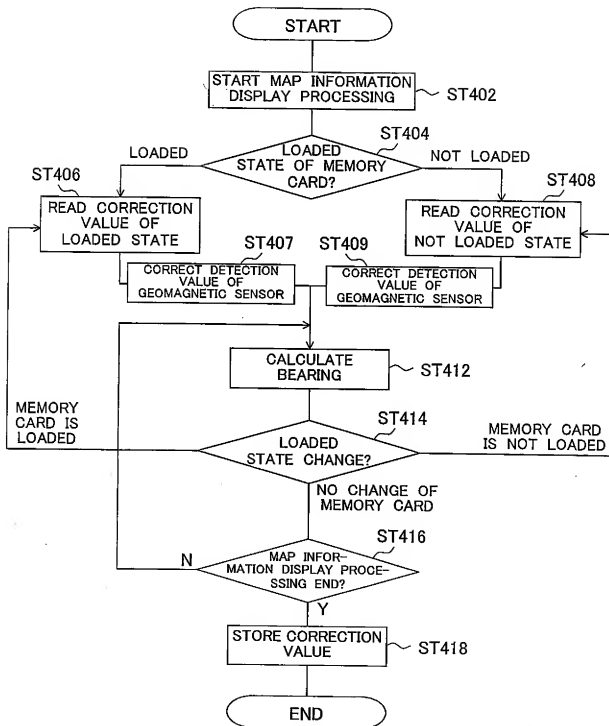 START
START MAP INFORMATION
DISPLAY PROCESSING
ST402
ST404
LOADED
STATE OF MEMORY
CARD?
LOADED
NOT LOADED
ST406
READ CORRECTION
VALUE OF
LOADED STATE
ST408
READ CORRECTION
VALUE OF
NOT LOADED STATE
ST407
CORRECT DETECTION
VALUE OF
GEOMAGNETIC SENSOR
ST409
CORRECT DETECTION
VALUE OF
GEOMAGNETIC SENSOR
CALCULATE
BEARING
ST412
MEMORY
CARD IS
LOADED
ST414
LOADED
STATE CHANGE?
MEMORY CARD
IS NOT LOADED
NO CHANGE OF
MEMORY CARD
ST416
N
MAP INFOR-
MATION DISPLAY PROCE-
SSING END?
Y
STORE CORRECTION
VALUE
ST418
END